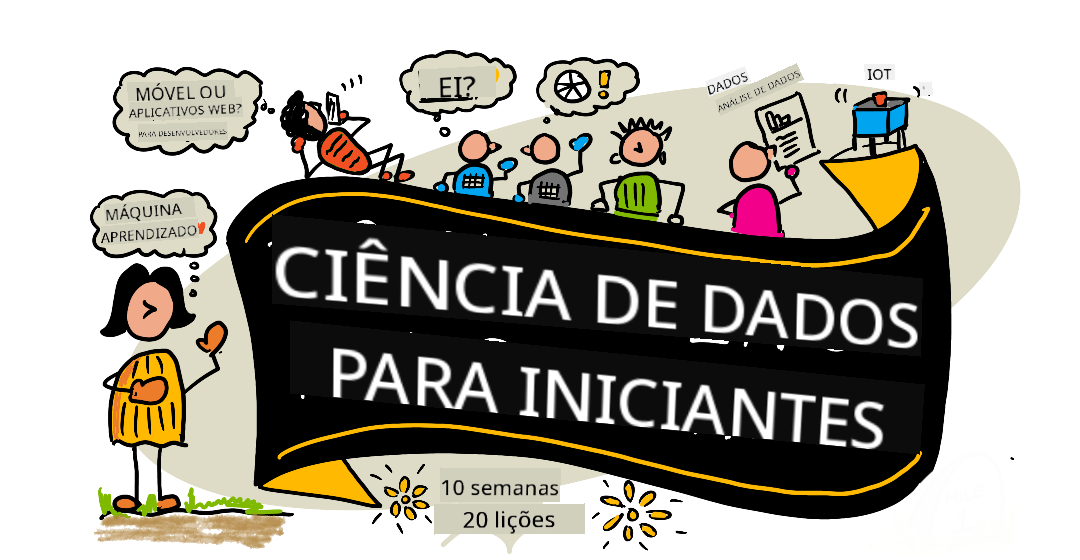 MÓVEL OU
APLICATIVOS WEB?
PARA DESENVOLVEDORES
EI?
!
DADOS
ANÁLISE DE DADOS
IOT
MÁQUINA
APRENDIZADO
CIÊNCIA DE DADOS
PARA INICIANTES
10 semanas
20 lições